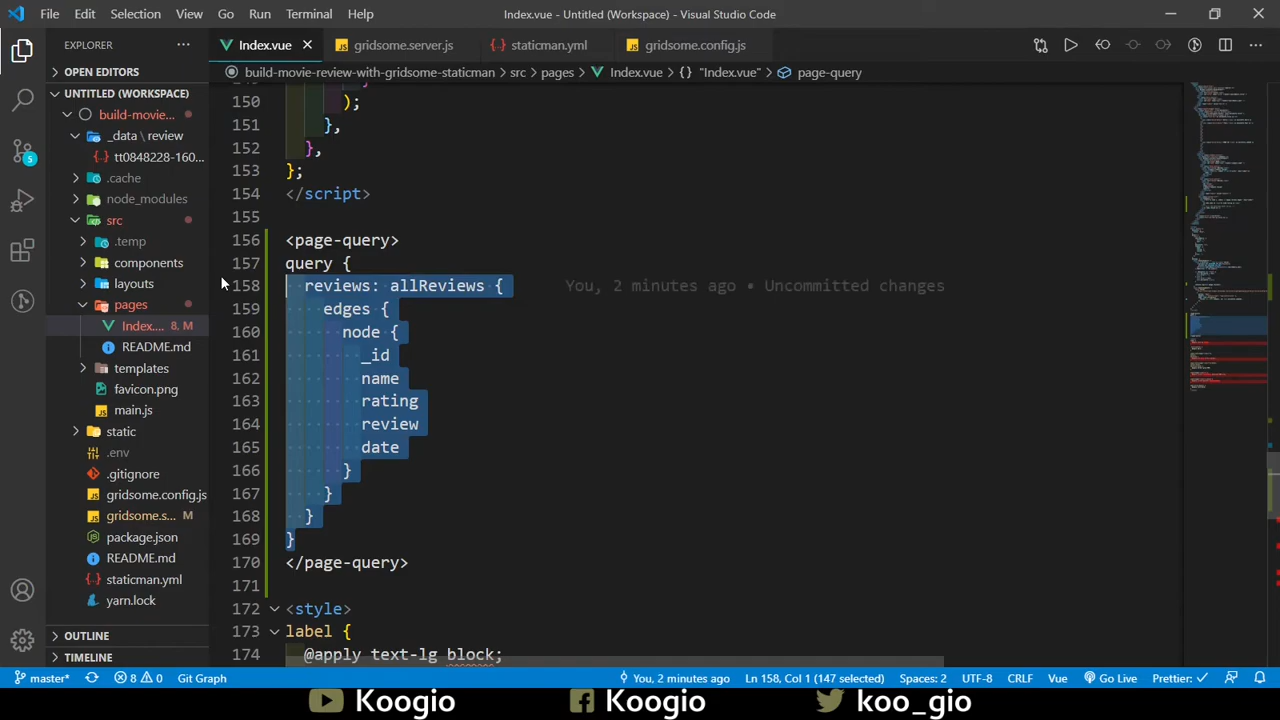 File Edit Selection View Go Run Terminal Help
Index.vue - Untitled (Workspace) - Visual Studio Code
EXPLORER
Index.vue
gridsome.server.js
staticman.yml
gridsome.config.js
build-movie-review-with-gridsome-staticman > src > pages > Index.vue > {} "Index.vue" > page-query
OPEN EDITORS
UNTITLED (WORKSPACE)
build-movie...
_data \ review
tt0848228-160...
.cache
node_modules
src
.temp
components
layouts
pages
Index.... 8, M
README.md
templates
favicon.png
main.js
static
.env
.gitignore
gridsome.config.js
gridsome.s... M
package.json
README.md
staticman.yml
yarn.lock
OUTLINE
TIMELINE
5
150 );
151 },
152 },
153 };
154 </script>
155
156 <page-query>
157 query {
158 reviews: allReviews { You, 2 minutes ago • Uncommitted changes
159 edges {
160 node {
161 _id
162 name
163 rating
164 review
165 date
166 }
167 }
168 }
169 }
170 </page-query>
171
172 <style>
173 label {
174 @apply text-lg block;
master* 8 0 Git Graph You, 2 minutes ago Ln 158, Col 1 (147 selected) Spaces: 2 UTF-8 CRLF Vue Go Live Prettier: ✓
Koogio Koogio koo_gio